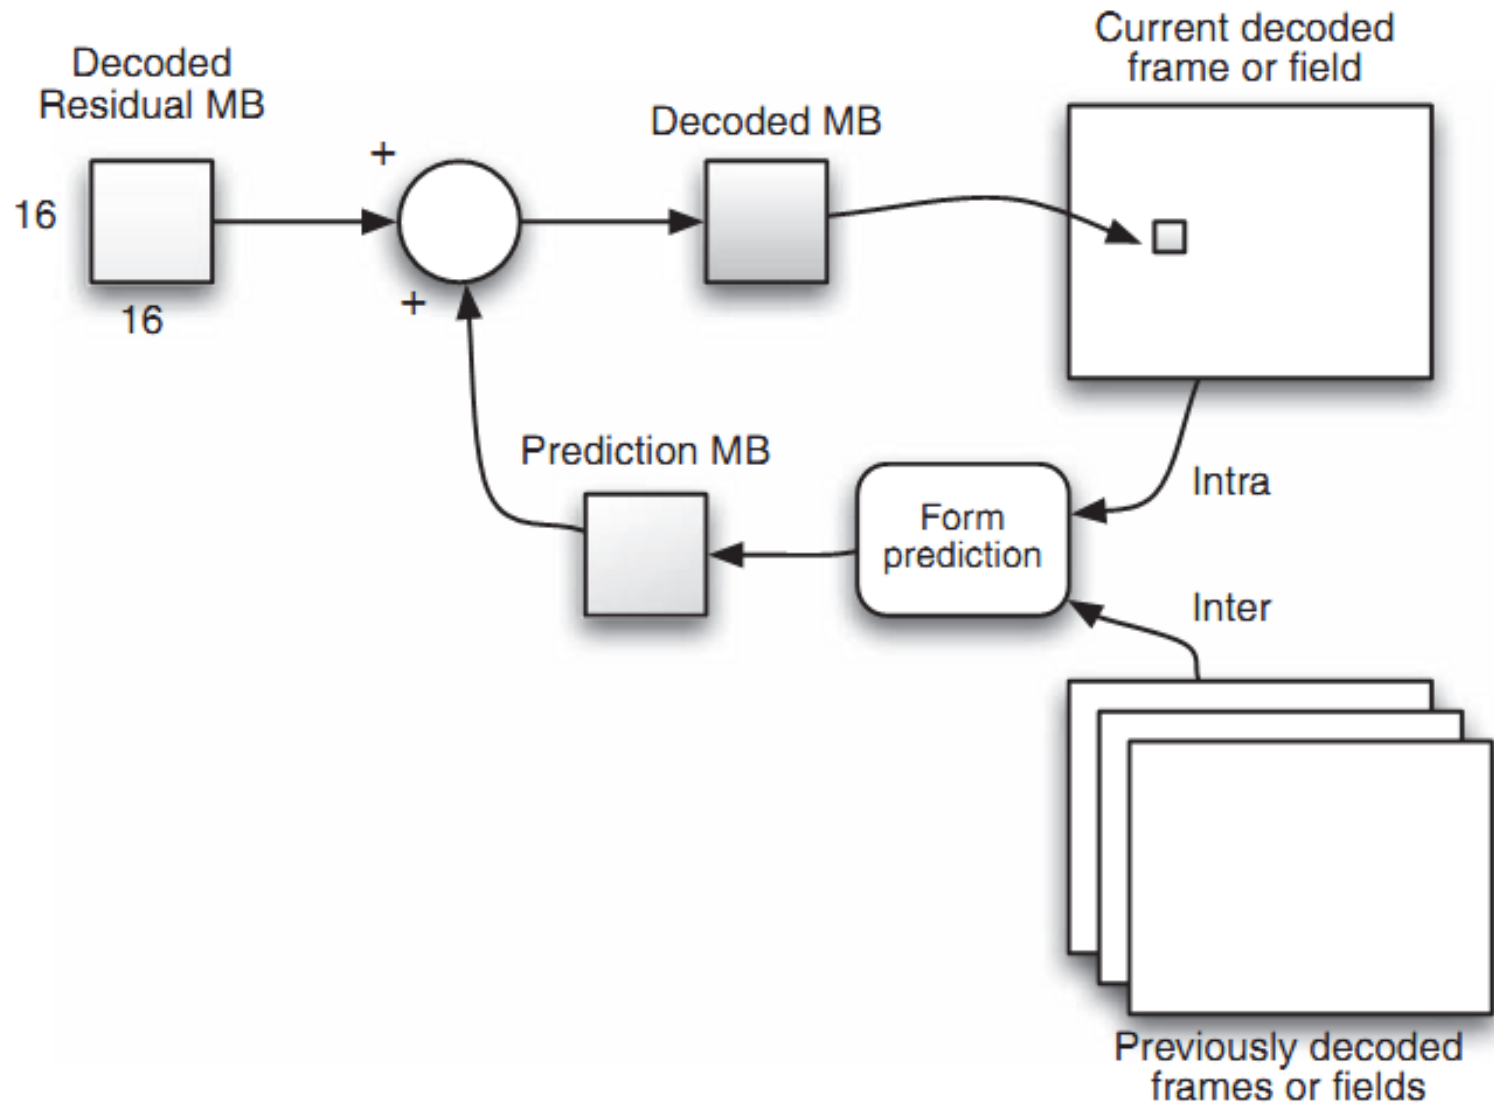 Current decoded
frame or field
Decoded
Residual MB
Decoded MB
+
16
+
16
Prediction MB
Intra
Form
prediction
Inter
Previously decoded
frames or fields